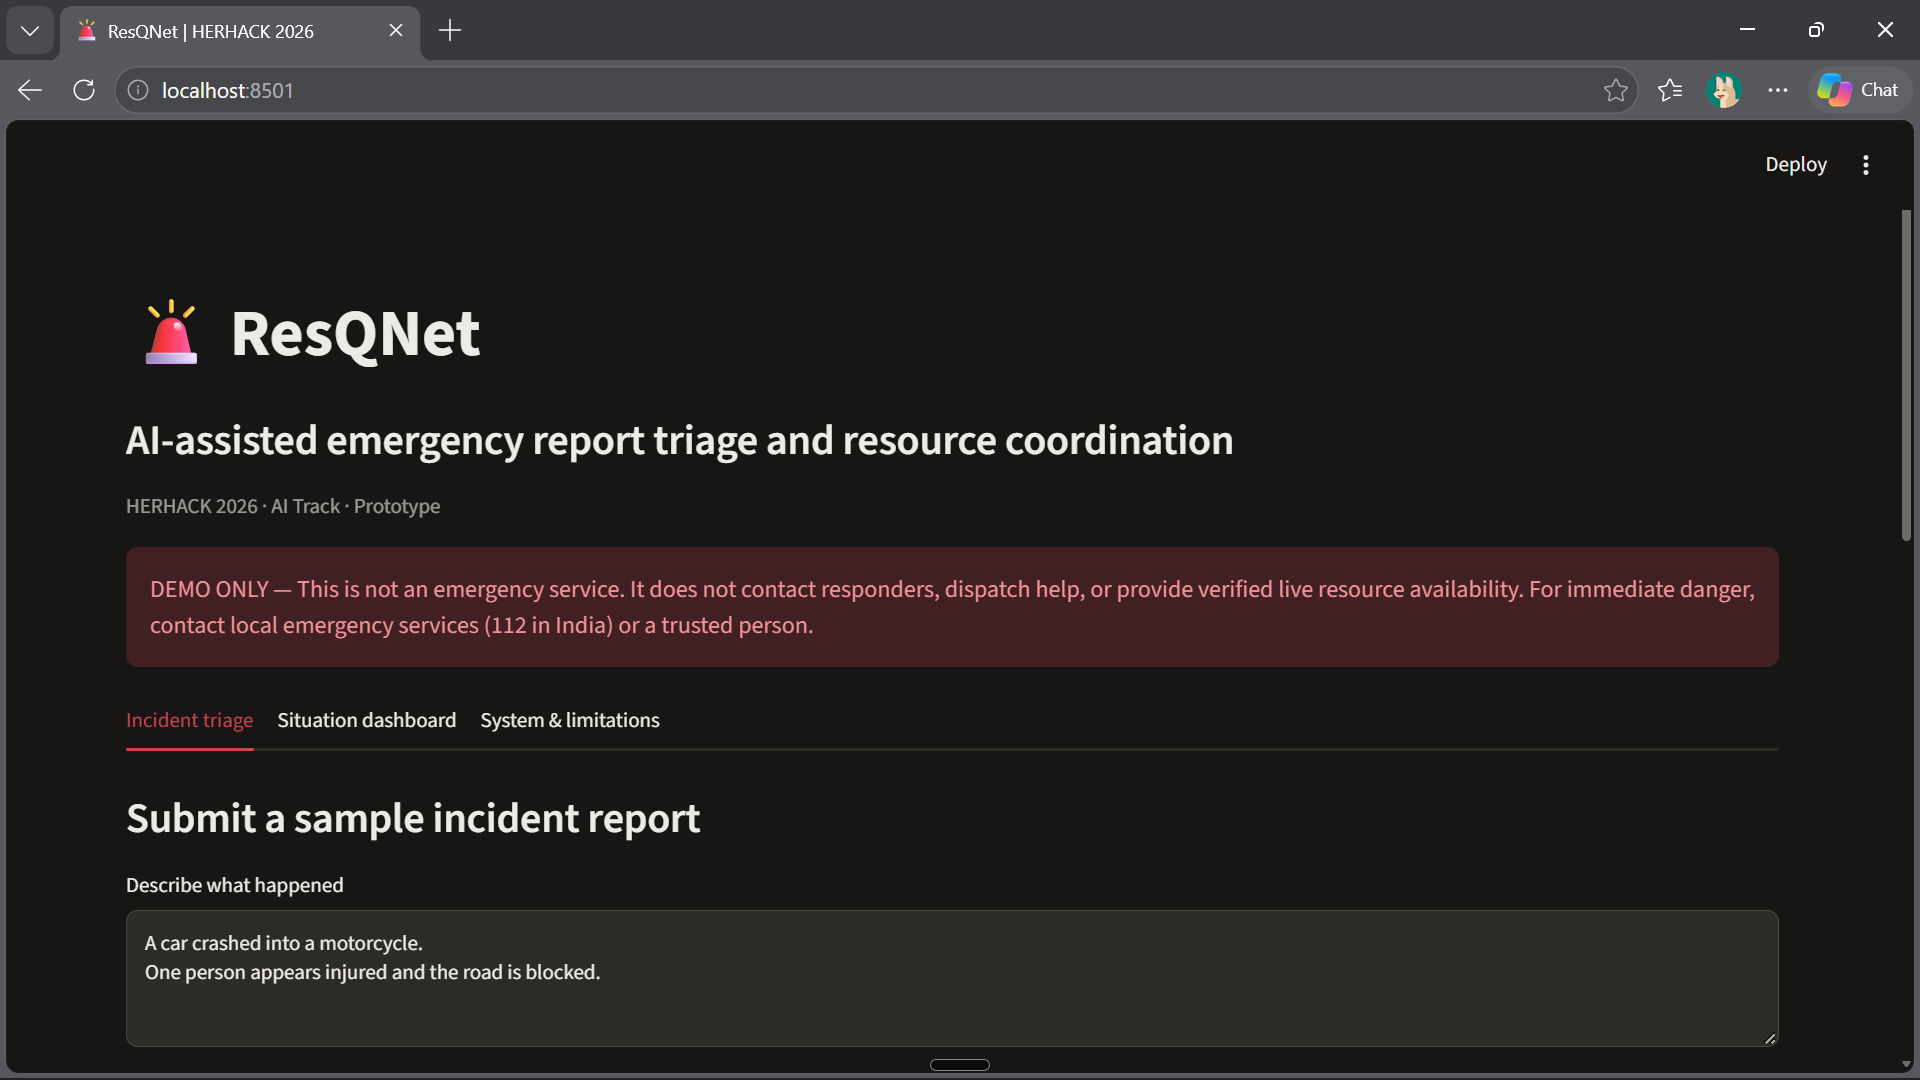 ResQNet | HERHACK 2026
localhost:8501
Chat
Deploy
ResQNet
AI-assisted emergency report triage and resource coordination
HERHACK 2026 · AI Track · Prototype
DEMO ONLY — This is not an emergency service. It does not contact responders, dispatch help, or provide verified live resource availability. For immediate danger,
contact local emergency services (112 in India) or a trusted person.
Incident triage Situation dashboard System & limitations
Submit a sample incident report
Describe what happened
A car crashed into a motorcycle.
One person appears injured and the road is blocked.